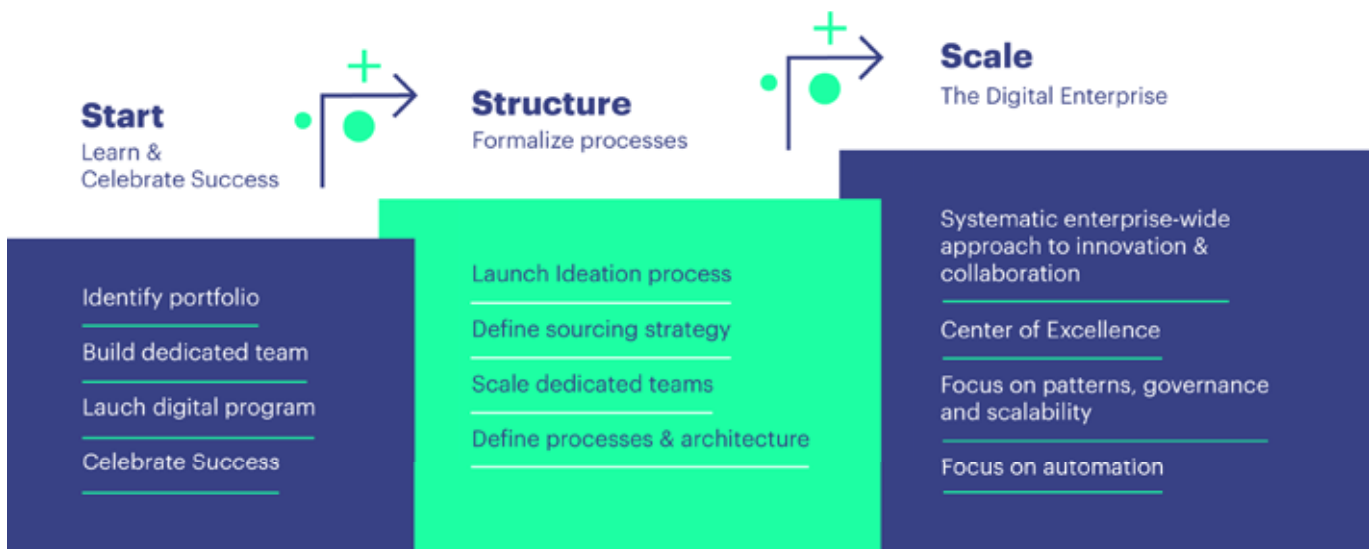 Start
Learn &
Celebrate Success
Identify portfolio
Build dedicated team
Lauch digital program
Celebrate Success
Structure
Formalize processes
Launch Ideation process
Define sourcing strategy
Scale dedicated teams
Define processes & architecture
Scale
The Digital Enterprise
Systematic enterprise-wide
approach to innovation &
collaboration
Center of Excellence
Focus on patterns, governance
and scalability
Focus on automation